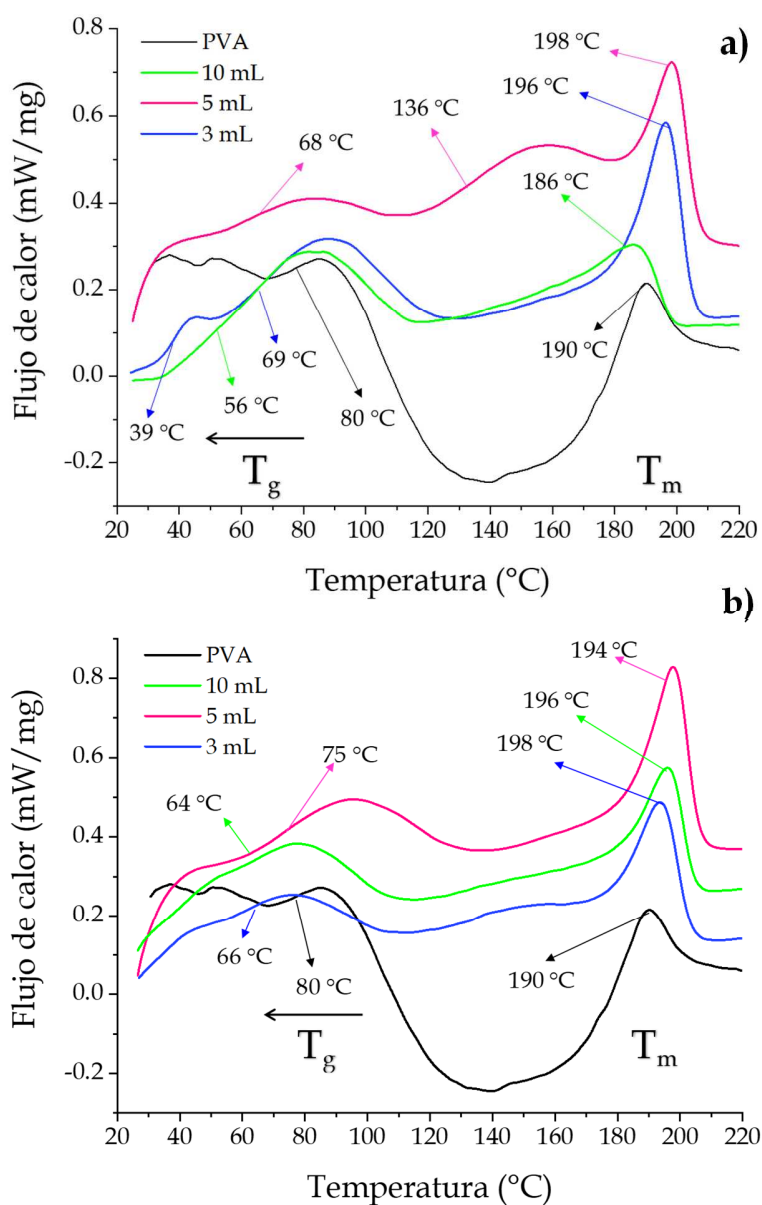 a)
0.8
0.6
0.4
0.2
0.0
-0.2
Flujo de calor (mW/mg)
PVA
10 mL
5 mL
3 mL
198 °C
196 °C
136 °C
68 °C
186 °C
190 °C
69 °C
56 °C
80 °C
39 °C
Tg
Tm
20 40 60 80 100 120 140 160 180 200 220
Temperatura (°C)
b)
0.8
0.6
0.4
0.2
0.0
-0.2
Flujo de calor (mW/mg)
PVA
10 mL
5 mL
3 mL
194 °C
196 °C
198 °C
75 °C
64 °C
66 °C
80 °C
190 °C
Tg
Tm
20 40 60 80 100 120 140 160 180 200 220
Temperatura (°C)